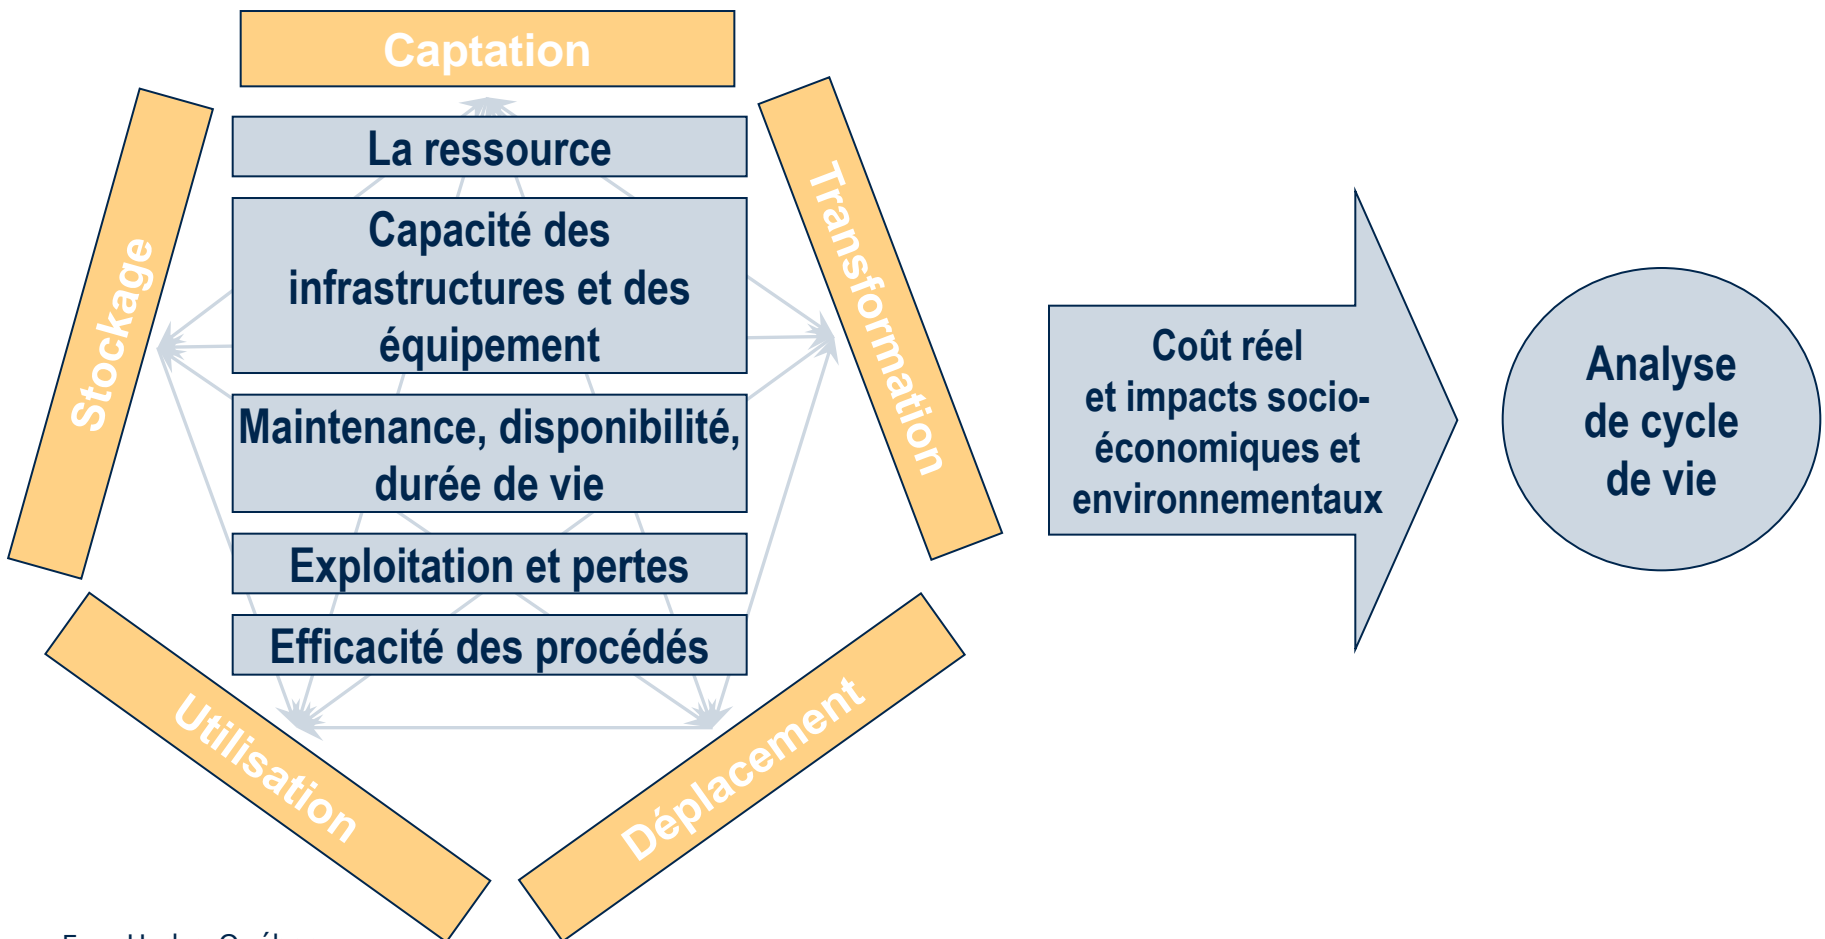 Captation
Stockage
Transformation
La ressource
Capacité des
infrastructures et des
équipement
Maintenance, disponibilité,
durée de vie
Exploitation et pertes
Efficacité des procédés
Utilisation
Déplacement
Coût réel
et impacts socio-
économiques et
environnementaux
Analyse
de cycle
de vie